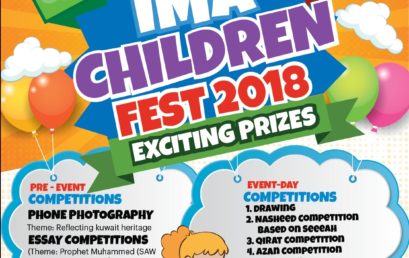 IMA
CHILDREN
FEST 2018
EXCITING PRIZES
PRE - EVENT
COMPETITIONS
PHONE PHOTOGRAPHY
Theme: Reflecting kuwait heritage
ESSAY COMPETITIONS
(Theme: Prophet Muhammed (SAW
EVENT-DAY
COMPETITIONS
1. DRAWING
2. NASHEED COMPETITION
BASED ON SEEEAH
3. QIRAT COMPETITION
4. AZAN COMPETITION